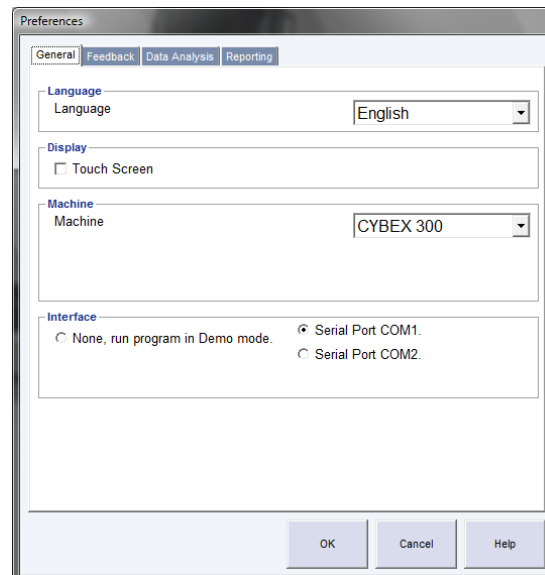 Preferences
General Feedback Data Analysis Reporting
Language
Language English
Display
Touch Screen
Machine
Machine CYBEX 300
Interface
None, run program in Demo mode. Serial Port COM1.
Serial Port COM2.
OK Cancel Help